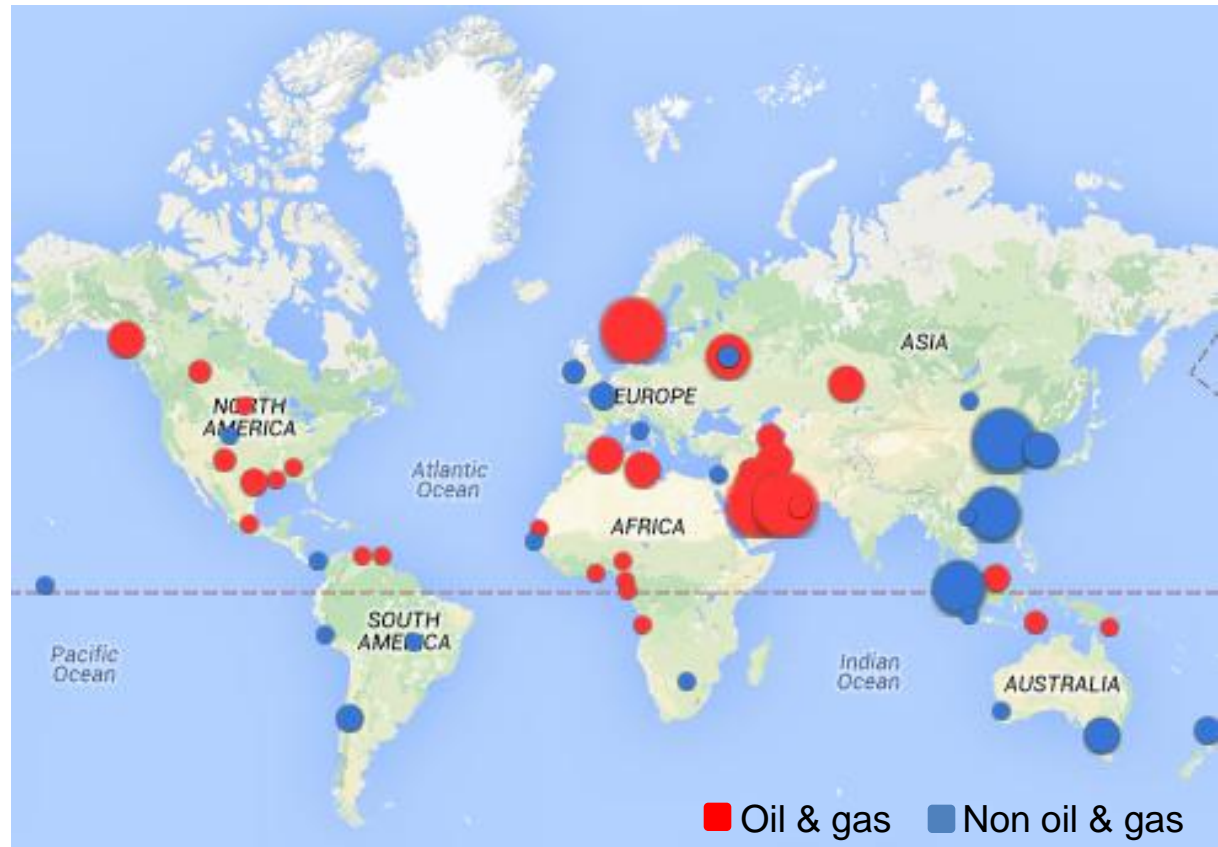 ASIA
NORTH
AMERICA
EUROPE
Atlantic
Ocean
AFRICA
SOUTH
AMERICA
Pacific
Ocean
Indian
Ocean
AUSTRALIA
Oil & gas
Non oil & gas